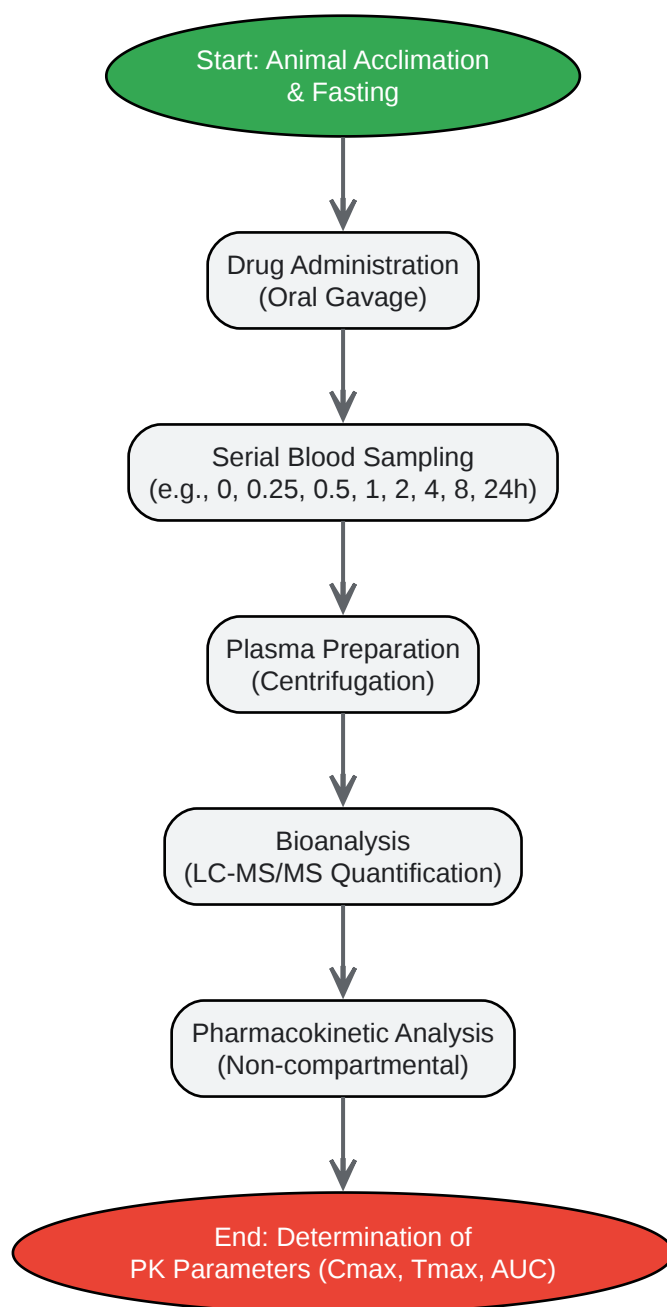 Start: Animal Acclimation
& Fasting
Drug Administration
(Oral Gavage)
Serial Blood Sampling
(e.g., 0, 0.25, 0.5, 1, 2, 4, 8, 24h)
Plasma Preparation
(Centrifugation)
Bioanalysis
(LC-MS/MS Quantification)
Pharmacokinetic Analysis
(Non-compartmental)
End: Determination of
PK Parameters (Cmax, Tmax, AUC)